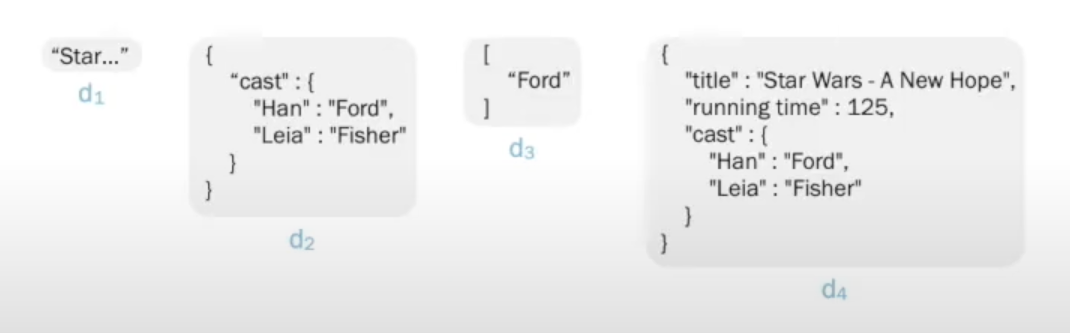 “Star...”
d1
{
“cast" : {
"Han" : "Ford",
"Leia" : "Fisher"
}
}
d2
[
“Ford”
]
d3
{
"title" : "Star Wars - A New Hope",
"running time" : 125,
"cast" : {
"Han" : "Ford",
"Leia" : "Fisher"
}
}
d4